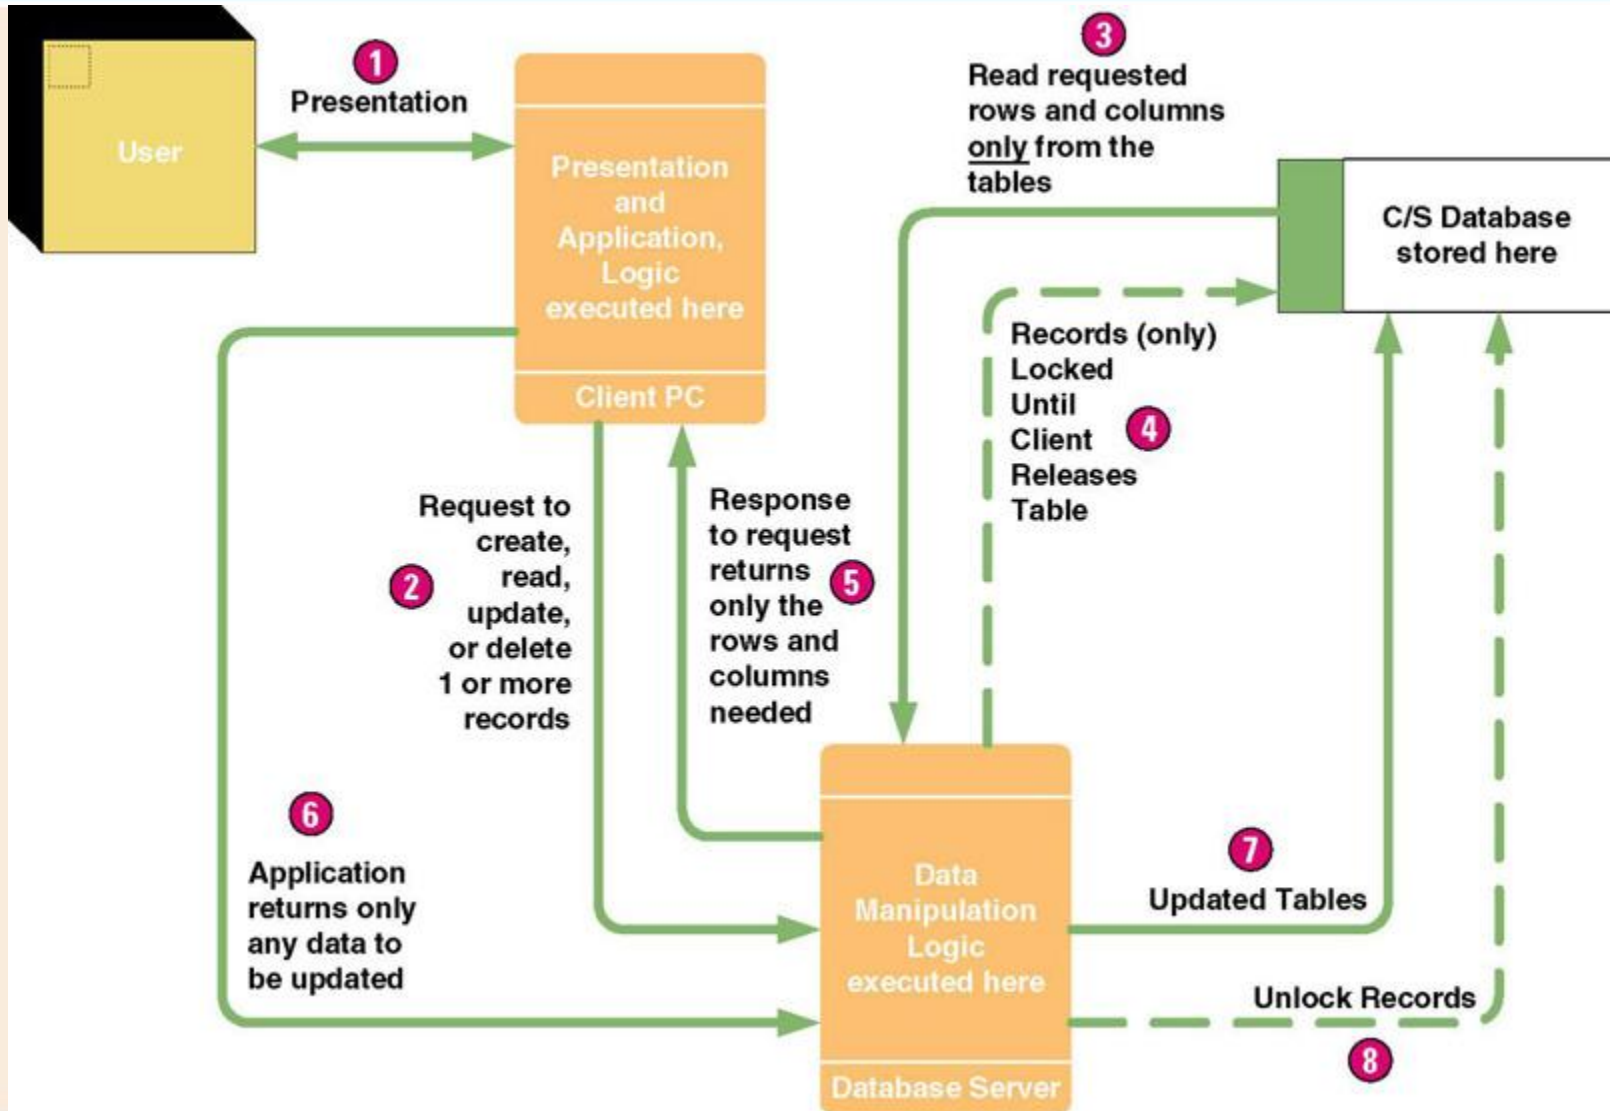 User
1
Presentation
Presentation
and
Application,
Logic
executed here
Client PC
3
Read requested
rows and columns
only from the
tables
C/S Database
stored here
Records (only)
Locked
Until
Client
Releases
Table
4
2
Request to
create,
read,
update,
or delete
1 or more
records
Response
to request
returns
only the
rows and
columns
needed
5
6
Application
returns only
any data to
be updated
Data
Manipulation
Logic
executed here
Database Server
7
Updated Tables
Unlock Records
8